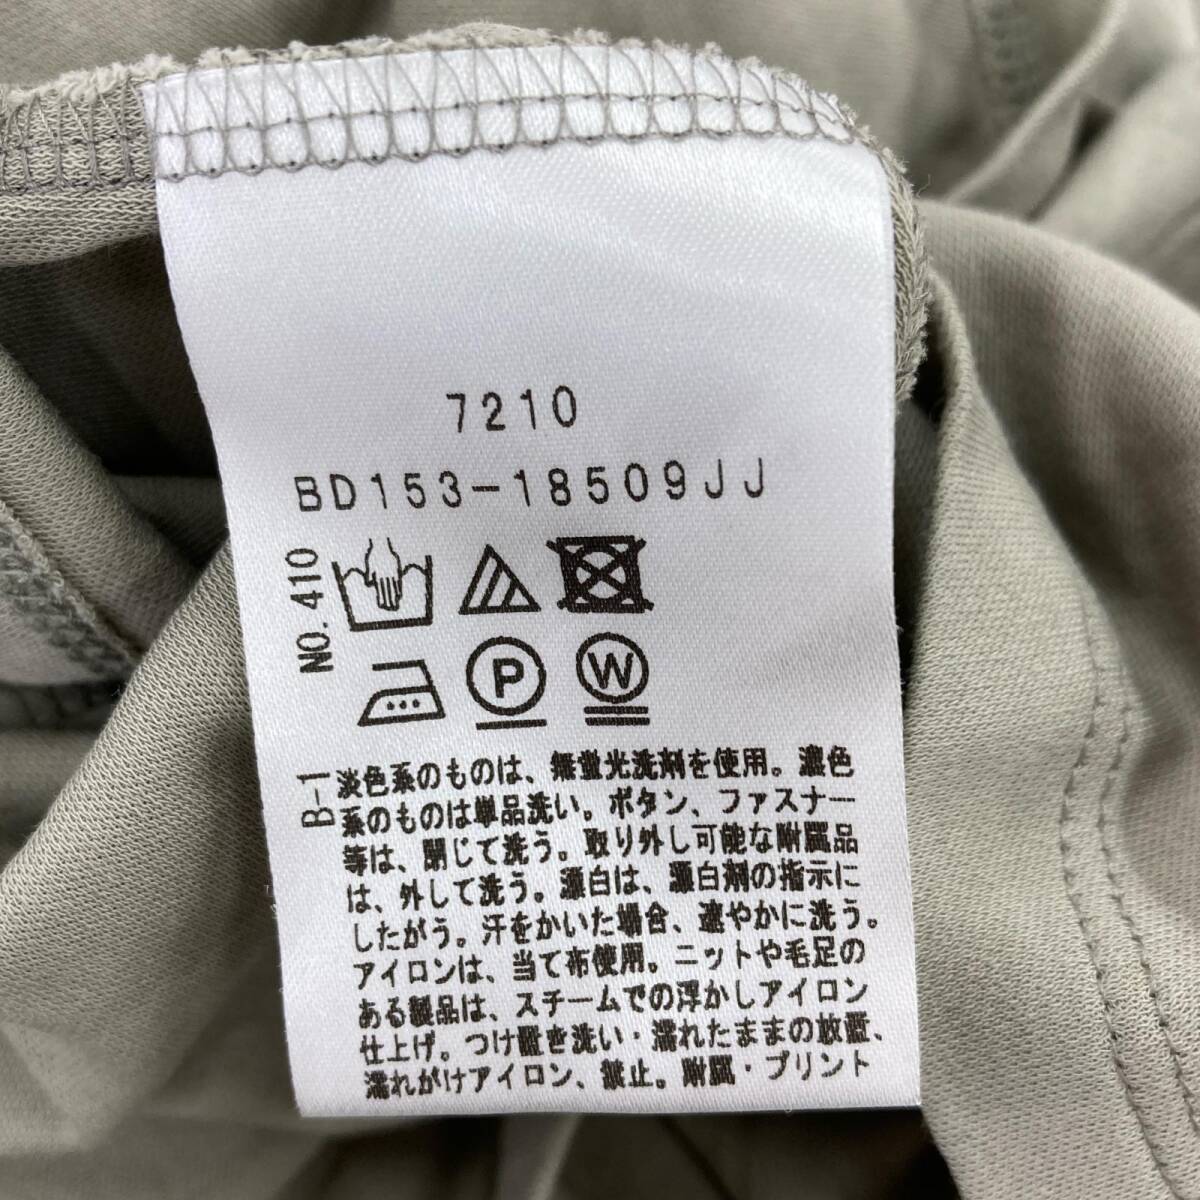 7210
BD153-18509JJ
NO. 410
P
W
B-1
淡色系のものは、無蛍光洗剤を使用。濃色
系のものは単品洗い。ボタン、ファスナー
等は、閉じて洗う。取り外し可能な附属品
は、外して洗う。漂白は、漂白剤の指示に
したがう。汗をかいた場合、速やかに洗う。
アイロンは、当て布使用。ニットや毛足の
ある製品は、スチームでの浮かしアイロン
仕上げ。つけ置き洗い・濡れたままの放置、
濡れがけアイロン、禁止。附属・プリント